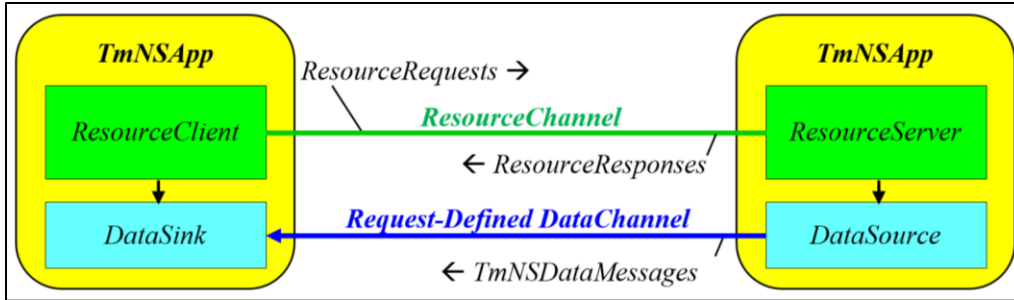 TmNSApp
TmNSApp
ResourceRequests →
ResourceClient
ResourceChannel
ResourceServer
← ResourceResponses
DataSink
Request-Defined DataChannel
DataSource
← TmNSDataMessages